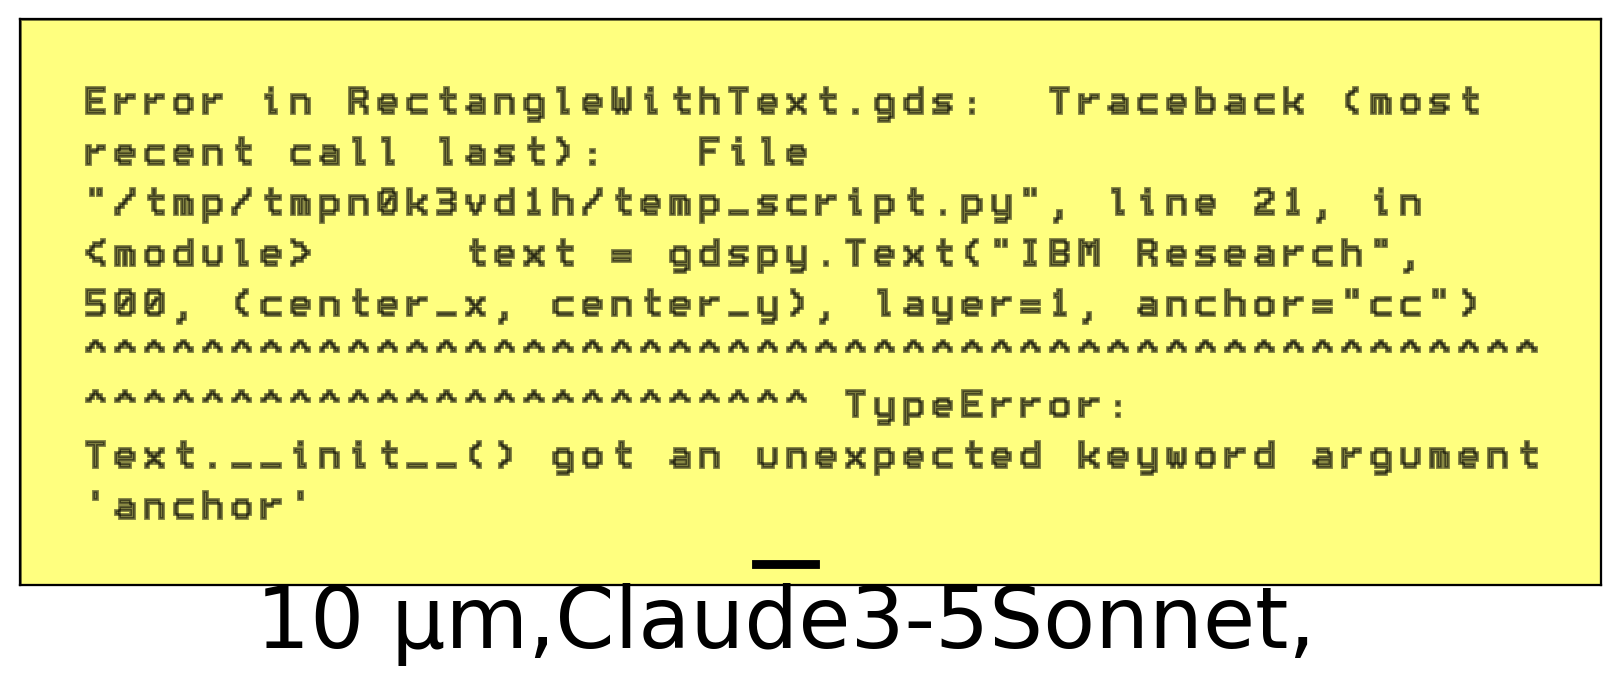 Error in RectangleWithText.gds:  Traceback (most
recent call last):   File
"/tmp/tmpn0k3vd1h/temp_script.py", line 21, in
<module>     text = gdspy.Text("IBM Research",
500, (center_x, center_y), layer=1, anchor="cc")
^^^^^^^^^^^^^^^^^^^^^^^^^^^^^^^^^^^^^^^^^^^^^^^^^^
^^^^^^^^^^^^^^^^^^^^^^^^^ TypeError:
Text.__init__() got an unexpected keyword argument
'anchor'
10 µm,Claude3-5Sonnet,